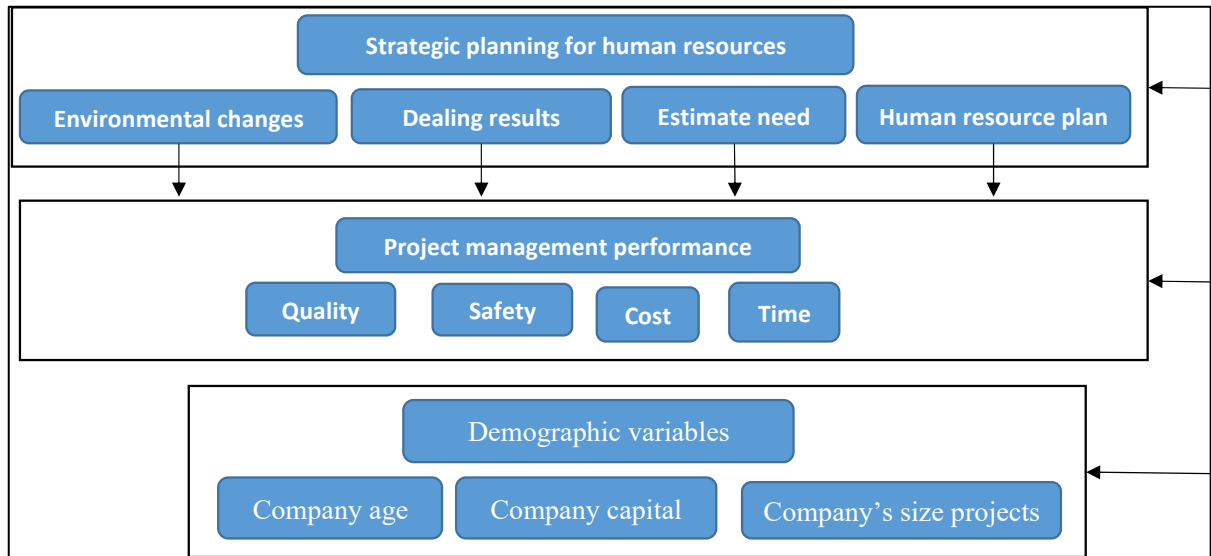 Strategic planning for human resources
Environmental changes
Dealing results
Estimate need
Human resource plan
Project management performance
Quality
Safety
Cost
Time
Demographic variables
Company age
Company capital
Company’s size projects